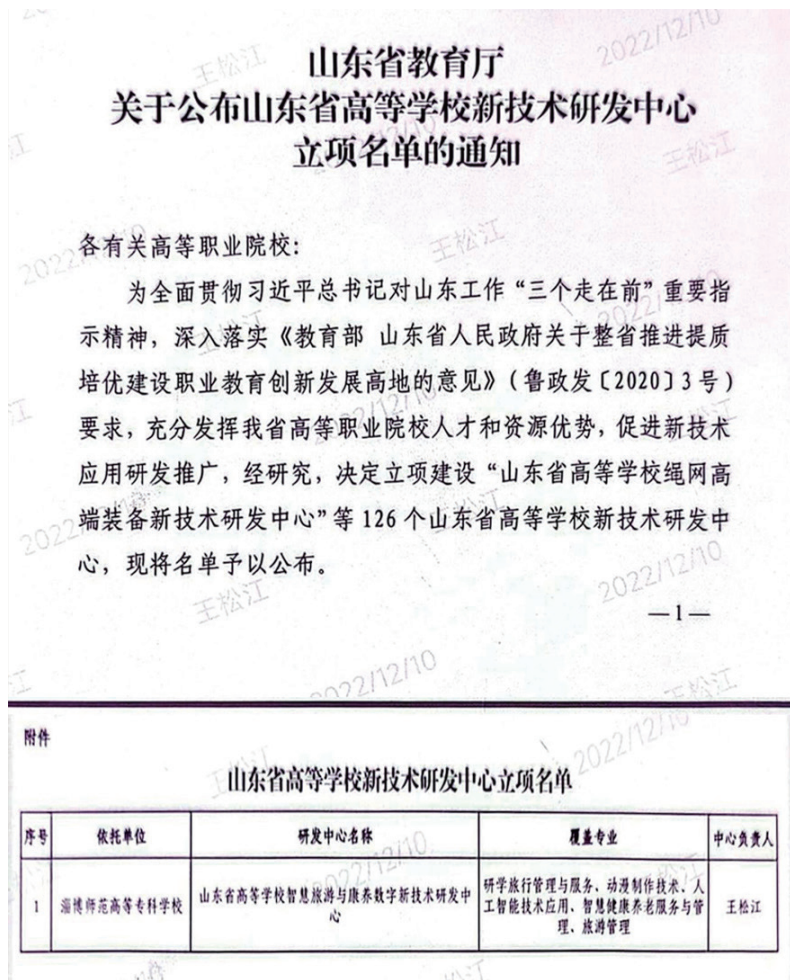 山东省教育厅
关于公布山东省高等学校新技术研发中心
立项名单的通知
各有关高等职业院校：
为全面贯彻习近平总书记对山东工作“三个走在前”重要指
示精神，深入落实《教育部 山东省人民政府关于整省推进提质
培优建设职业教育创新发展高地的意见》（鲁政发〔2020〕3号）
要求，充分发挥我省高等职业院校人才和资源优势，促进新技术
应用研发推广，经研究，决定立项建设“山东省高等学校绳网高
端装备新技术研发中心”等126个山东省高等学校新技术研发中
心，现将名单予以公布。
—1—
附件
山东省高等学校新技术研发中心立项名单
序号 依托单位 研发中心名称 覆盖专业 中心负责人
1 淄博师范高等专科学校 山东省高等学校智慧旅游与康养数字新技术研发中
心 研学旅行管理与服务、动漫制作技术、人
工智能技术应用、智慧健康养老服务与管
理、旅游管理 王松江
王松江
2022/12/10